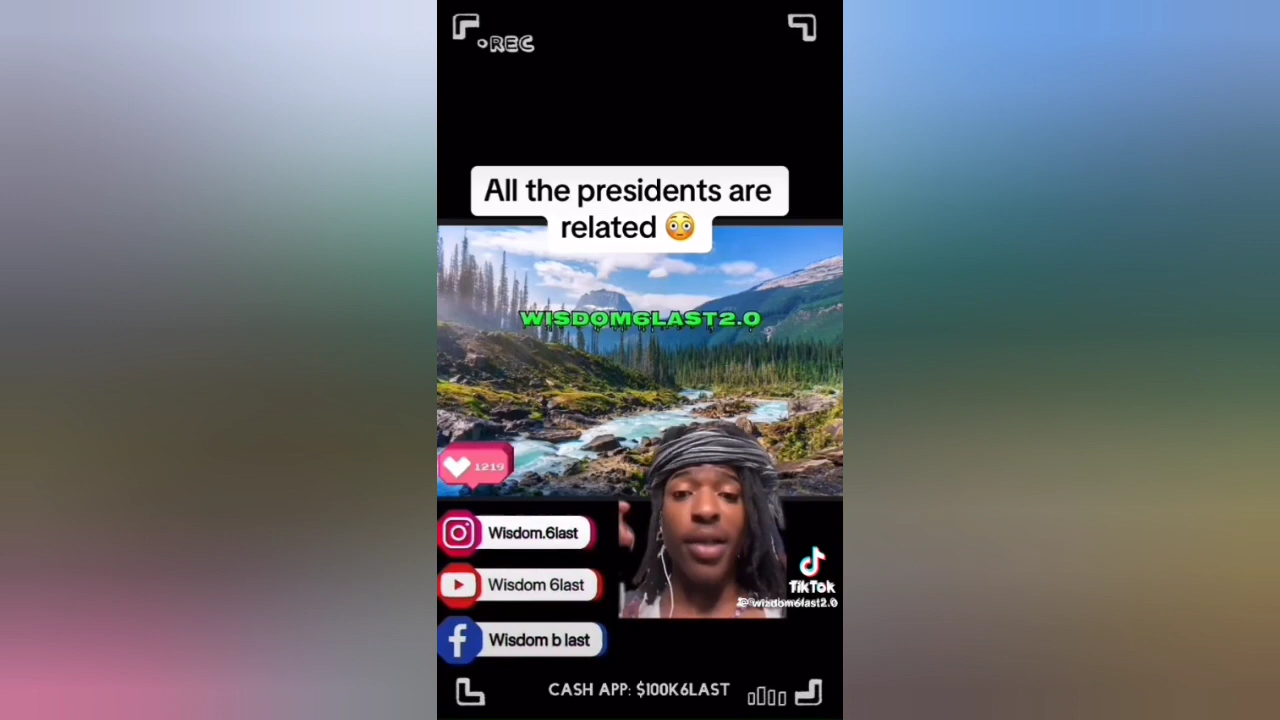 REC
All the presidents are
related 😳
WISDOM6LAST2.0
1219
Wisdom.6last
Wisdom 6last
Wisdom b last
TikTok
wizdom6last2.0
CASH APP: $100K6LAST